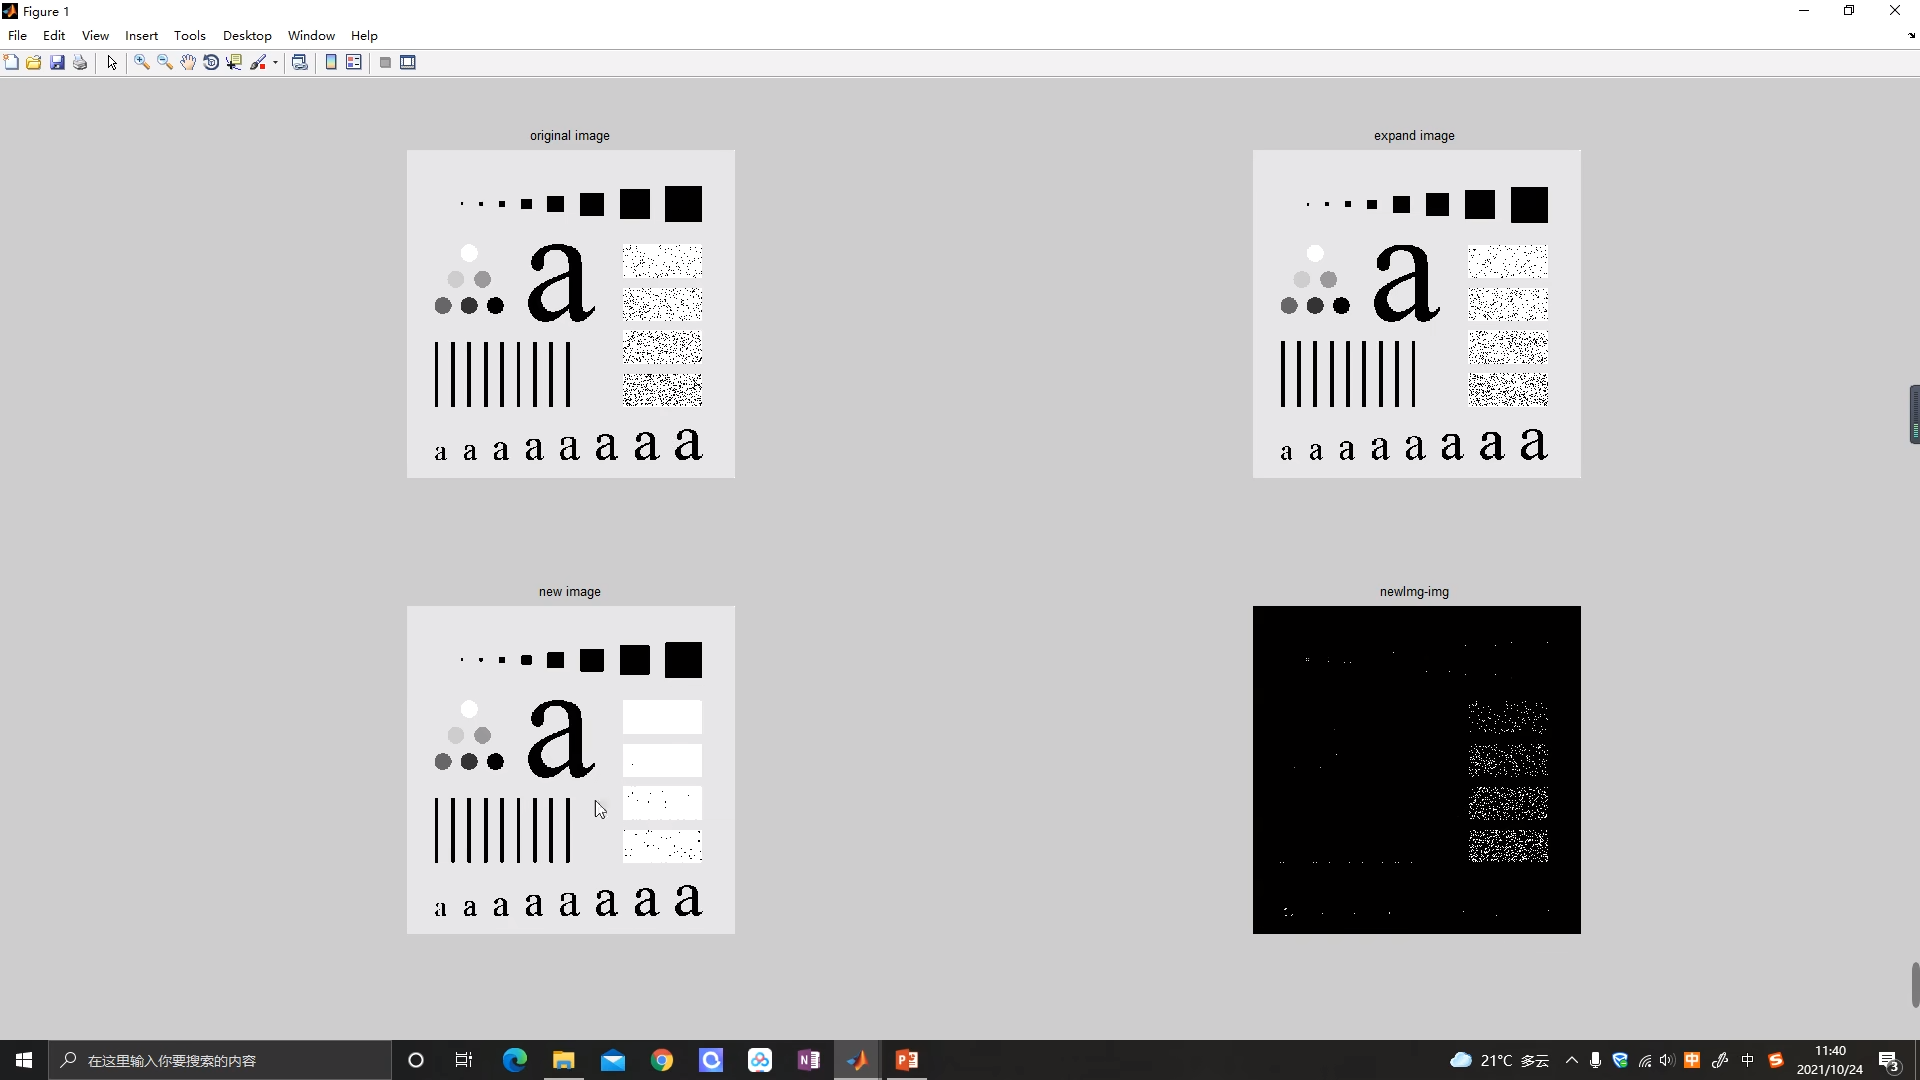 Figure 1
File Edit View Insert Tools Desktop Window Help
original image
expand image
a
a
a a a a a a a a
a a a a a a a a
new image
newImg-img
a
a a a a a a a a
在这里输入你要搜索的内容
21°C 多云
中
中
11:40
2021/10/24
3